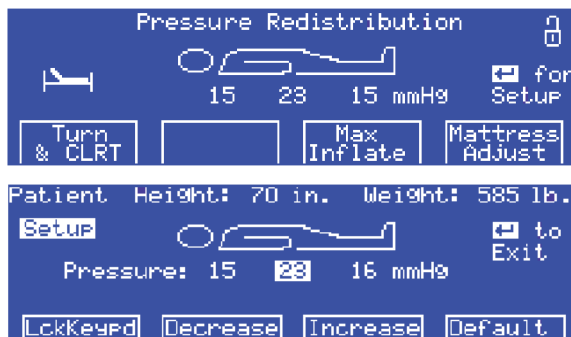 Pressure Redistribution
↵ for
15 23 15 mmHg Setup
Turn Max Mattress
& CLRT Inflate Adjust
Patient Height: 70 in. Weight: 585 lb.
Setup ↵ to
Exit
Pressure: 15 23 16 mmHg
LckKeypd Decrease Increase Default